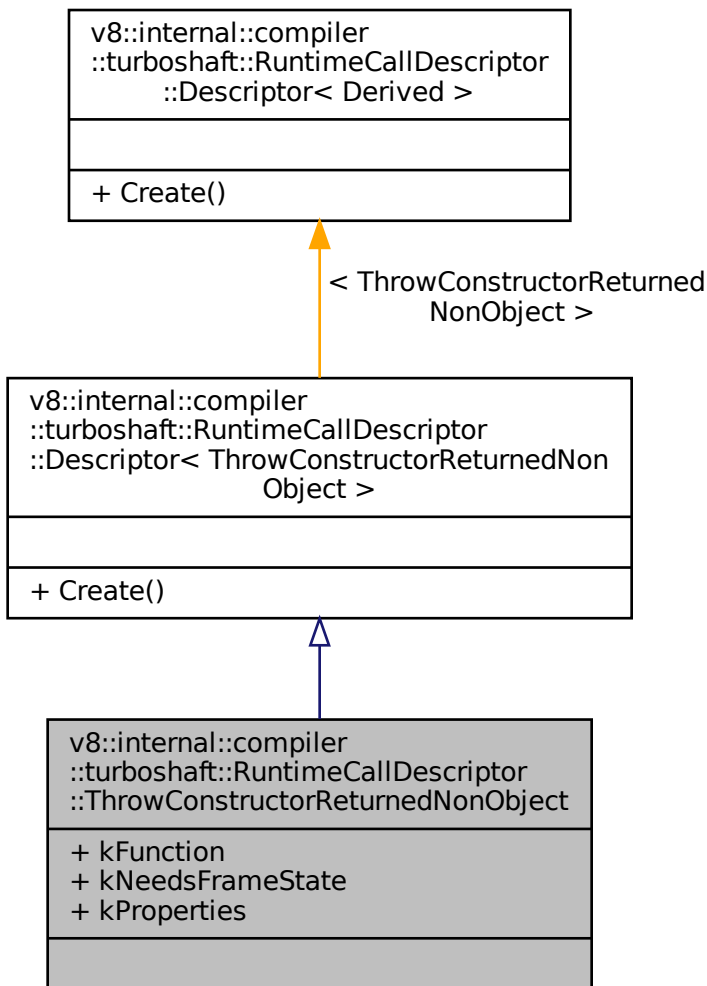 v8::internal::compiler
::turboshaft::RuntimeCallDescriptor
::Descriptor< Derived >
+ Create()
< ThrowConstructorReturned
NonObject >
v8::internal::compiler
::turboshaft::RuntimeCallDescriptor
::Descriptor< ThrowConstructorReturnedNon
Object >
+ Create()
v8::internal::compiler
::turboshaft::RuntimeCallDescriptor
::ThrowConstructorReturnedNonObject
+ kFunction
+ kNeedsFrameState
+ kProperties